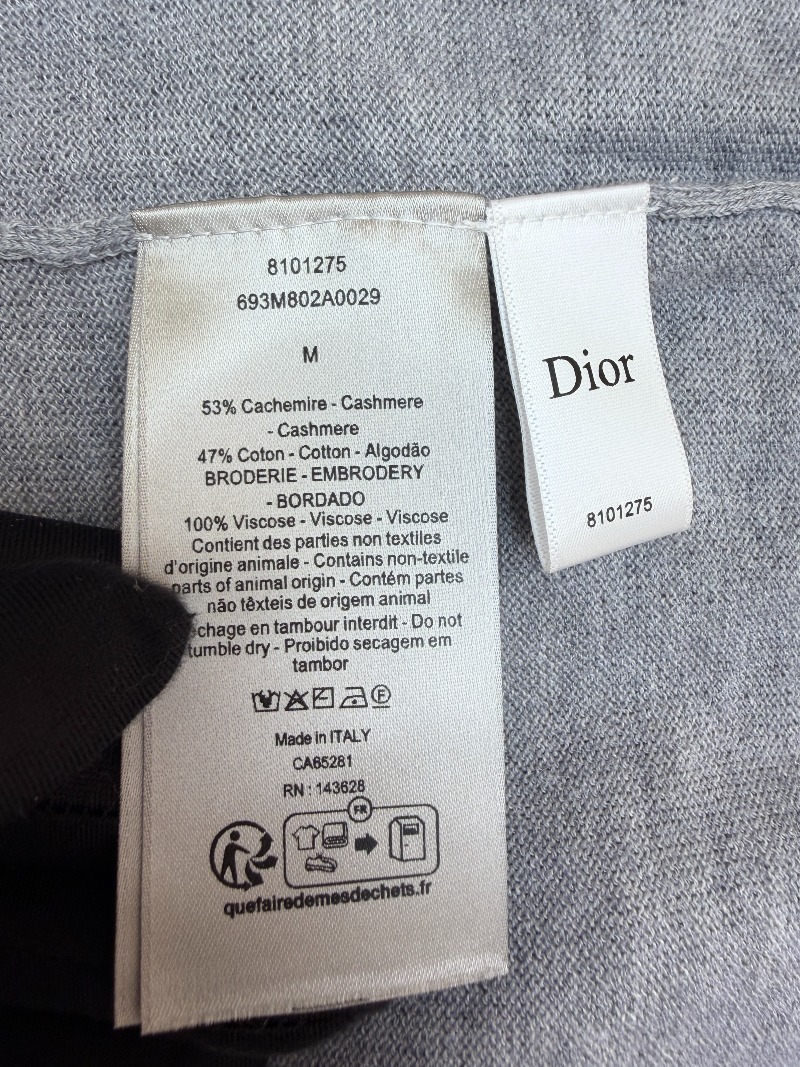 8101275
693M802A0029
M
53% Cachemire - Cashmere
- Cashmere
47% Coton - Cotton - Algodão
BRODERIE - EMBRODERY
- BORDADO
100% Viscose - Viscose - Viscose
Contient des parties non textiles
d'origine animale - Contains non-textile
parts of animal origin - Contém partes
não têxteis de origem animal
chage en tambour interdit - Do not
tumble dry - Proibido secagem em
tambor
F
Made in ITALY
CA65281
RN : 143628
FR
quefairedemesdechets.fr
Dior
8101275